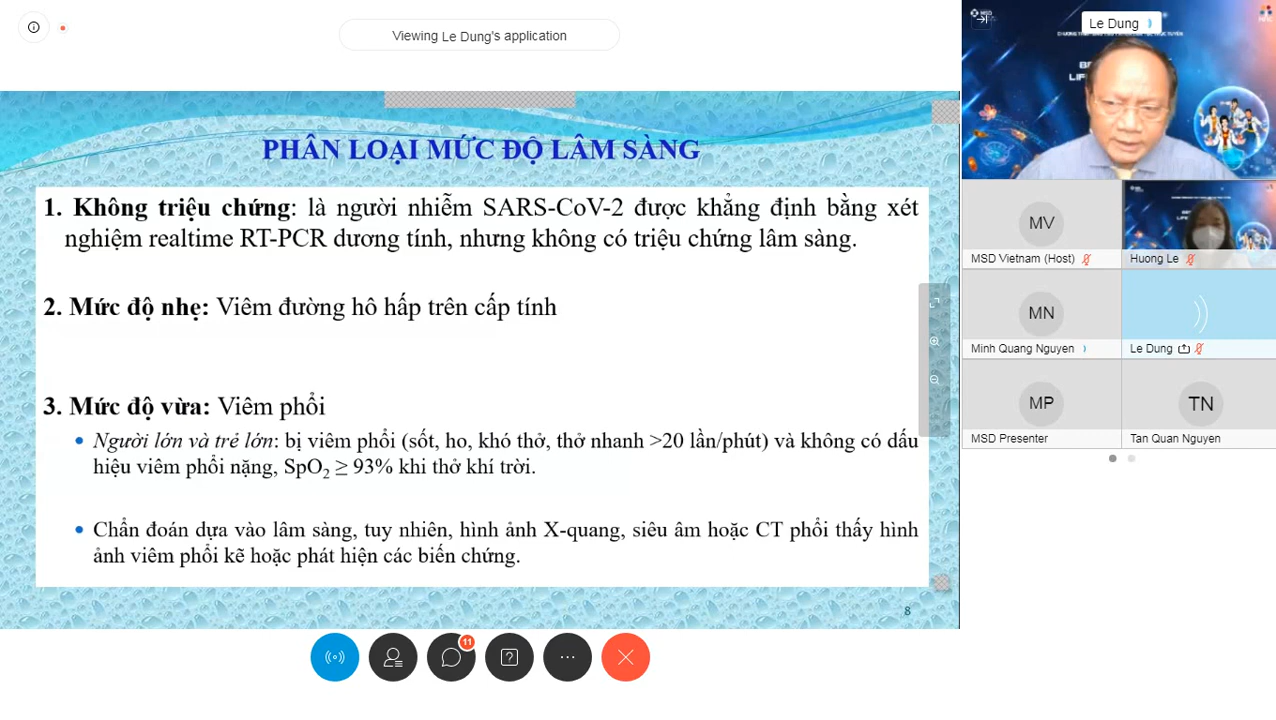 Viewing Le Dung's application
Le Dung
PHÂN LOẠI MỨC ĐỘ LÂM SÀNG
1. Không triệu chứng: là người nhiễm SARS-CoV-2 được khẳng định bằng xét
nghiệm realtime RT-PCR dương tính, nhưng không có triệu chứng lâm sàng.
2. Mức độ nhẹ: Viêm đường hô hấp trên cấp tính
3. Mức độ vừa: Viêm phổi
• Người lớn và trẻ lớn: bị viêm phổi (sốt, ho, khó thở, thở nhanh >20 lần/phút) và không có dấu
hiệu viêm phổi nặng, SpO2 ≥ 93% khi thở khí trời.
• Chẩn đoán dựa vào lâm sàng, tuy nhiên, hình ảnh X-quang, siêu âm hoặc CT phổi thấy hình
ảnh viêm phổi kẽ hoặc phát hiện các biến chứng.
8
11
MV
MSD Vietnam (Host)
Huong Le
MN
Minh Quang Nguyen
Le Dung
MP
MSD Presenter
TN
Tan Quan Nguyen